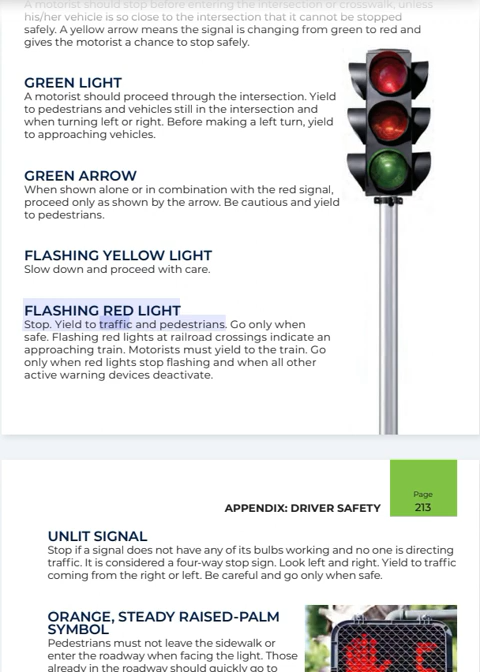 A motorist should stop before entering the intersection or crosswalk, unless
his/her vehicle is so close to the intersection that it cannot be stopped
safely. A yellow arrow means the signal is changing from green to red and
gives the motorist a chance to stop safely.
GREEN LIGHT
A motorist should proceed through the intersection. Yield
to pedestrians and vehicles still in the intersection and
when turning left or right. Before making a left turn, yield
to approaching vehicles.
GREEN ARROW
When shown alone or in combination with the red signal,
proceed only as shown by the arrow. Be cautious and yield
to pedestrians.
FLASHING YELLOW LIGHT
Slow down and proceed with care.
FLASHING RED LIGHT
Stop. Yield to traffic and pedestrians. Go only when
safe. Flashing red lights at railroad crossings indicate an
approaching train. Motorists must yield to the train. Go
only when red lights stop flashing and when all other
active warning devices deactivate.
Page
APPENDIX: DRIVER SAFETY 213
UNLIT SIGNAL
Stop if a signal does not have any of its bulbs working and no one is directing
traffic. It is considered a four-way stop sign. Look left and right. Yield to traffic
coming from the right or left. Be careful and go only when safe.
ORANGE, STEADY RAISED-PALM
SYMBOL
Pedestrians must not leave the sidewalk or
enter the roadway when facing the light. Those
already in the roadway should quickly go to